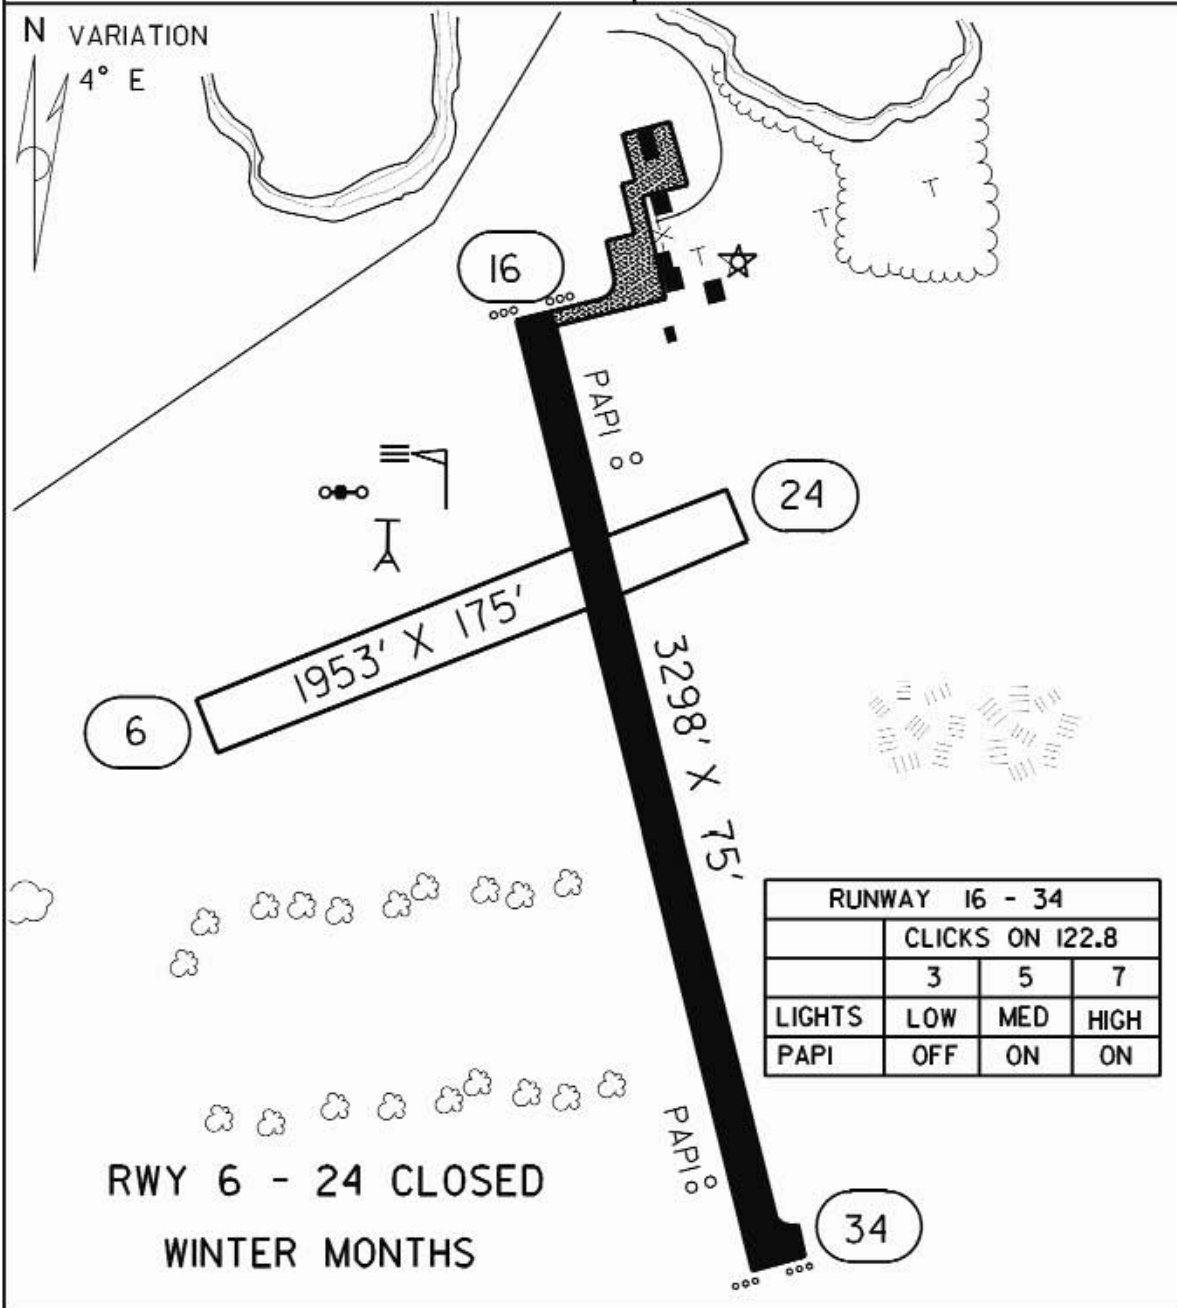 N VARIATION
4° E
16
PAPI
24
1953' X 175'
6
3298' X 75'
RUNWAY 16 - 34
CLICKS ON 122.8
3 5 7
LIGHTS LOW MED HIGH
PAPI OFF ON ON
PAPI
RWY 6 - 24 CLOSED
WINTER MONTHS
34